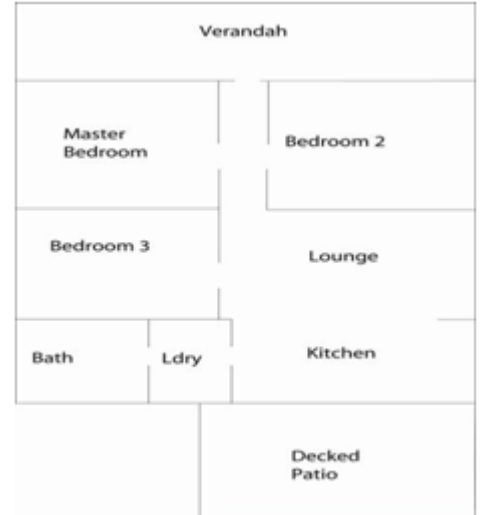 Verandah
Master
Bedroom
Bedroom 2
Bedroom 3
Lounge
Bath
Ldry
Kitchen
Decked
Patio